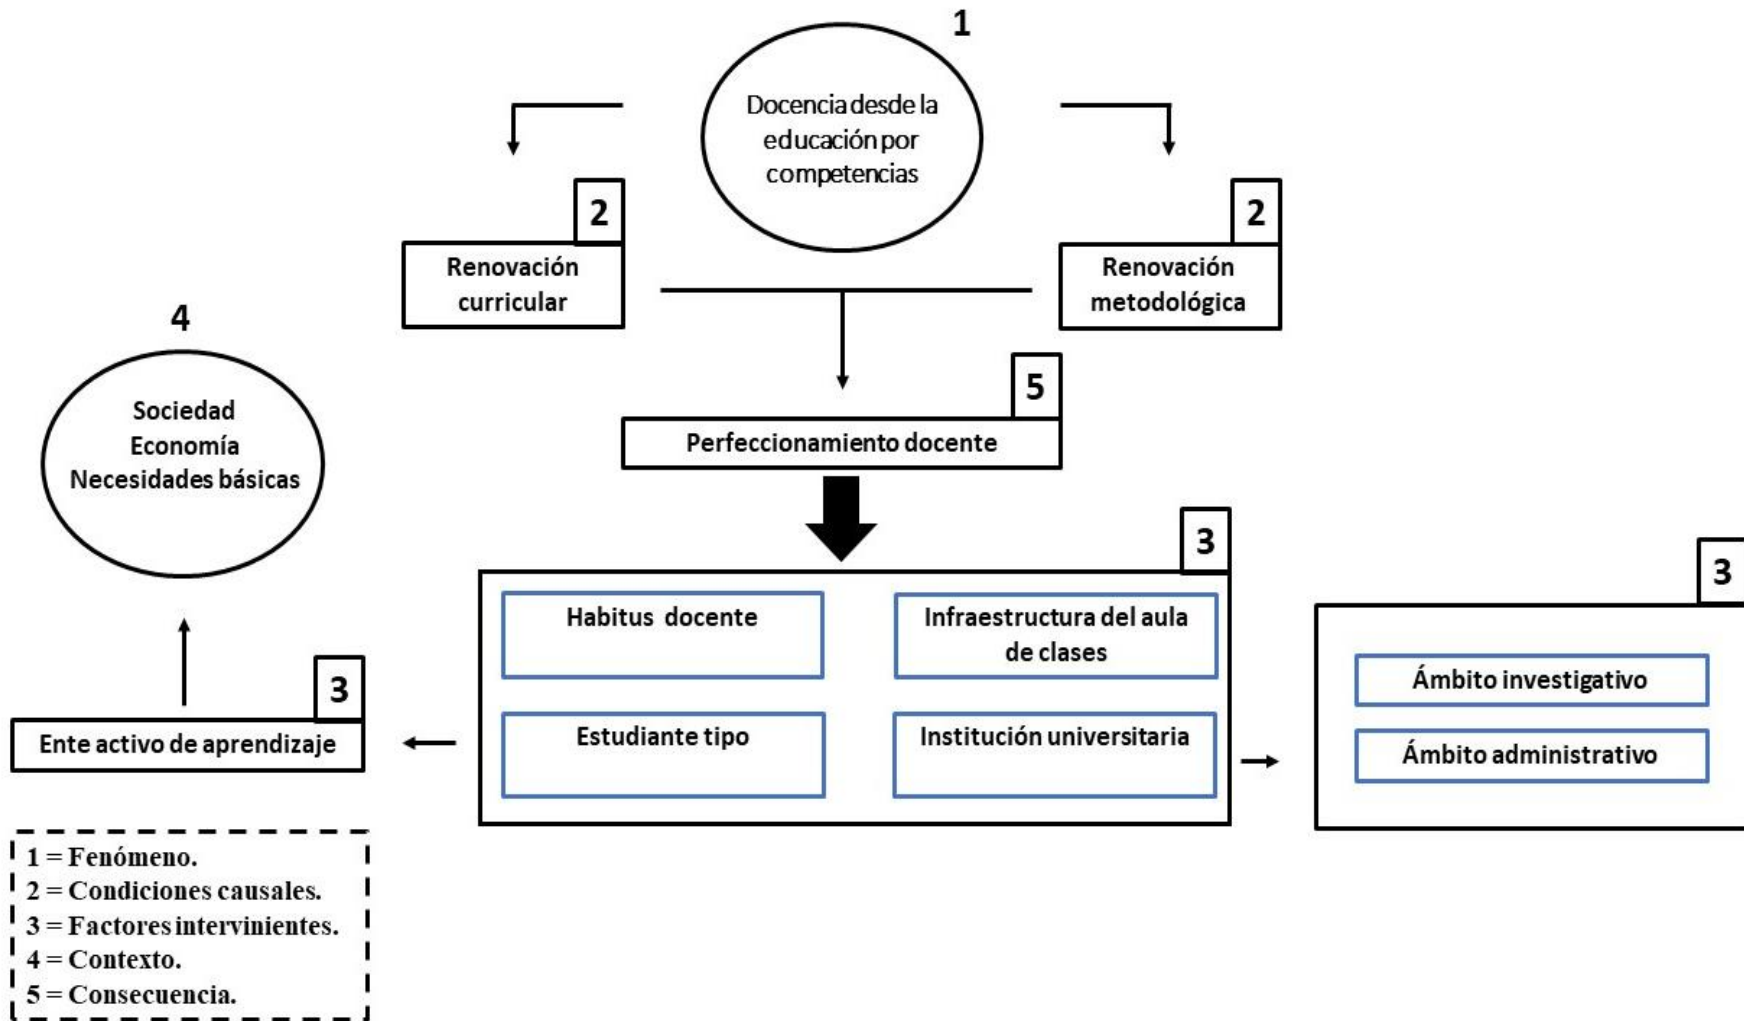 1
Docencia desde la
educación por
competencias
2
Renovación
curricular
2
Renovación
metodológica
4
Sociedad
Economía
Necesidades básicas
5
Perfeccionamiento docente
3
Habitus docente
Infraestructura del aula
de clases
Estudiante tipo
Institución universitaria
3
Ente activo de aprendizaje
3
Ámbito investigativo
Ámbito administrativo
1 = Fenómeno.
2 = Condiciones causales.
3 = Factores intervinientes.
4 = Contexto.
5 = Consecuencia.